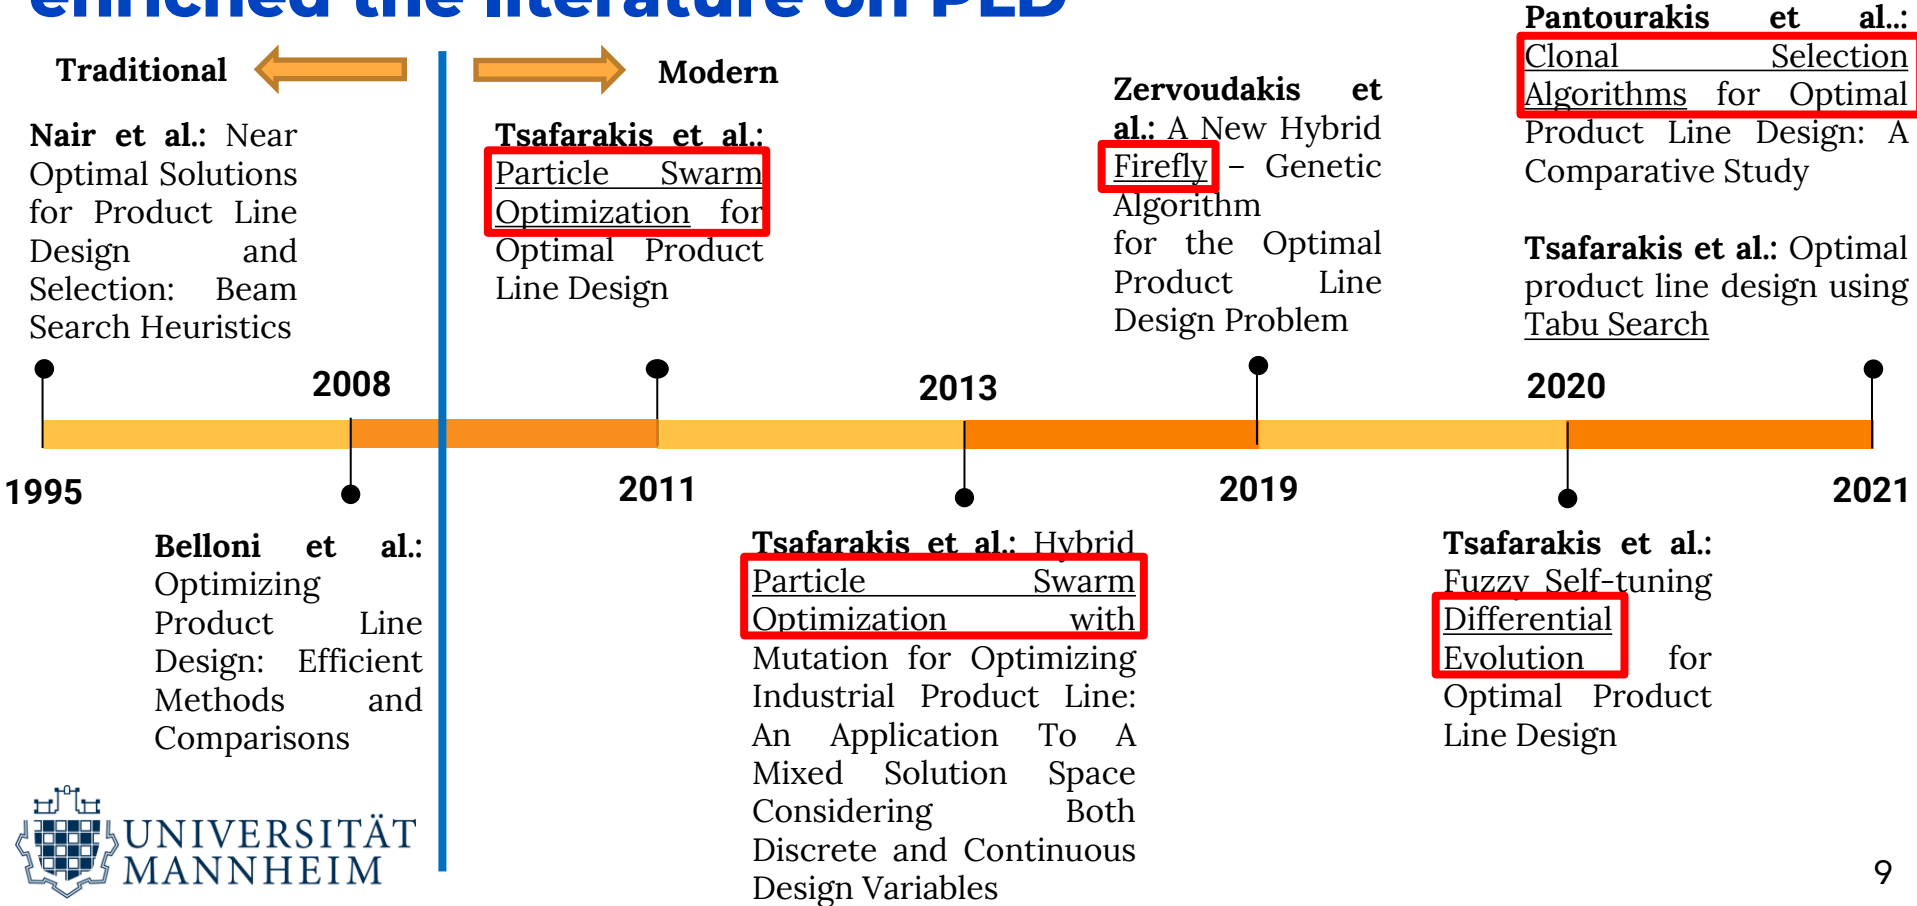 enriched the literature on PLD
Traditional
Modern
Nair et al.: Near
Optimal Solutions
for Product Line
Design and
Selection: Beam
Search Heuristics
Tsafarakis et al.:
Particle Swarm
Optimization for
Optimal Product
Line Design
Zervoudakis et
al.: A New Hybrid
Firefly – Genetic
Algorithm
for the Optimal
Product Line
Design Problem
Pantourakis et al..:
Clonal Selection
Algorithms for Optimal
Product Line Design: A
Comparative Study
Tsafarakis et al.: Optimal
product line design using
Tabu Search
2008
2013
2020
1995
2011
2019
2021
Belloni et al.:
Optimizing
Product Line
Design: Efficient
Methods and
Comparisons
Tsafarakis et al.: Hybrid
Particle Swarm
Optimization with
Mutation for Optimizing
Industrial Product Line:
An Application To A
Mixed Solution Space
Considering Both
Discrete and Continuous
Design Variables
Tsafarakis et al.:
Fuzzy Self-tuning
Differential
Evolution for
Optimal Product
Line Design
UNIVERSITÄT
MANNHEIM
9